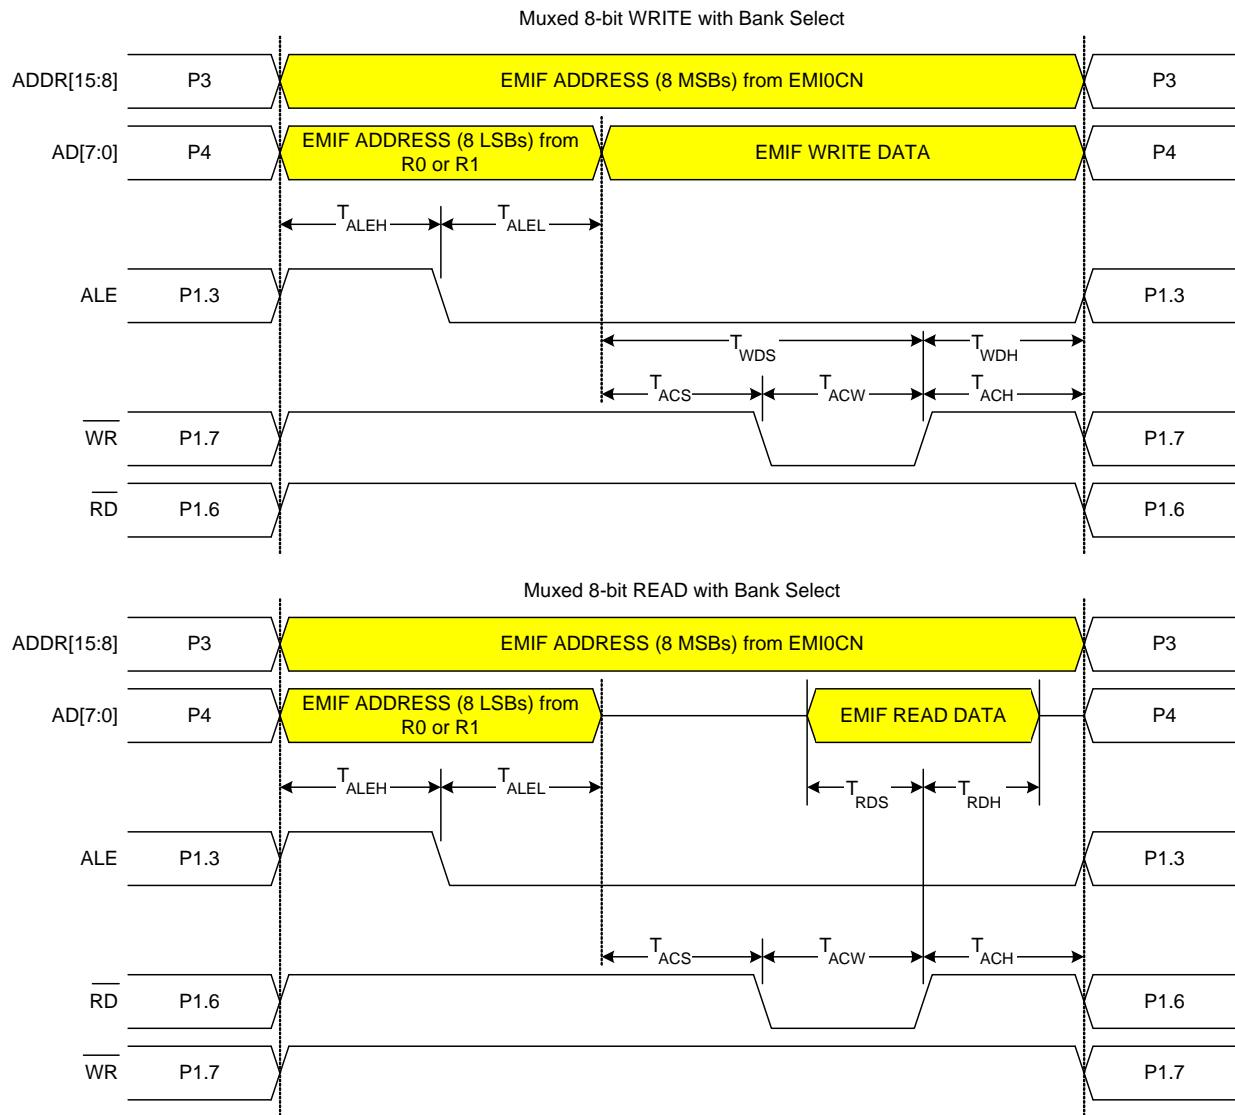 Muxed 8-bit WRITE with Bank Select
ADDR[15:8] P3 EMIF ADDRESS (8 MSBs) from EMI0CN P3
AD[7:0] P4 EMIF ADDRESS (8 LSBs) from
R0 or R1 EMIF WRITE DATA P4
TALEH TALEL
ALE P1.3 P1.3
TWDS TWDH
TACS TACW TACH
WR P1.7 P1.7
RD P1.6 P1.6
Muxed 8-bit READ with Bank Select
ADDR[15:8] P3 EMIF ADDRESS (8 MSBs) from EMI0CN P3
AD[7:0] P4 EMIF ADDRESS (8 LSBs) from
R0 or R1 EMIF READ DATA P4
TALEH TALEL TRDS TRDH
ALE P1.3 P1.3
TACS TACW TACH
RD P1.6 P1.6
WR P1.7 P1.7